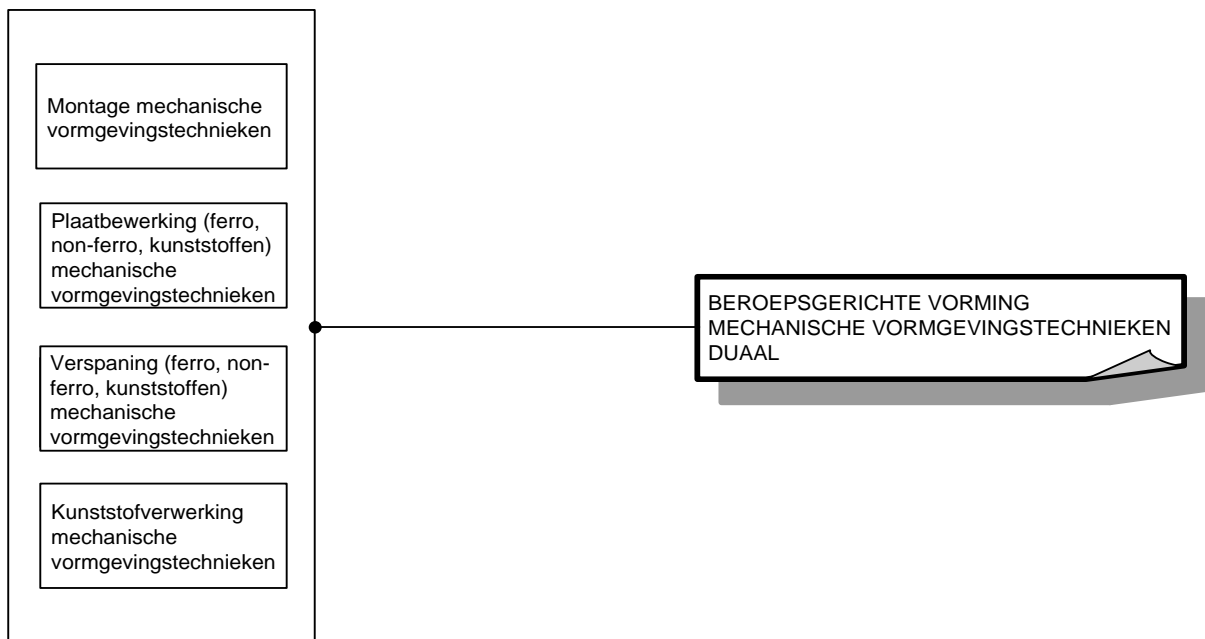 Montage mechanische
vormgevingstechnieken
Plaatbewerking (ferro,
non-ferro, kunststoffen)
mechanische
vormgevingstechnieken
Verspaning (ferro, non-
ferro, kunststoffen)
mechanische
vormgevingstechnieken
Kunststofverwerking
mechanische
vormgevingstechnieken
BEROEPSGERICHTE VORMING
MECHANISCHE VORMGEVINGSTECHNIEKEN
DUAAL